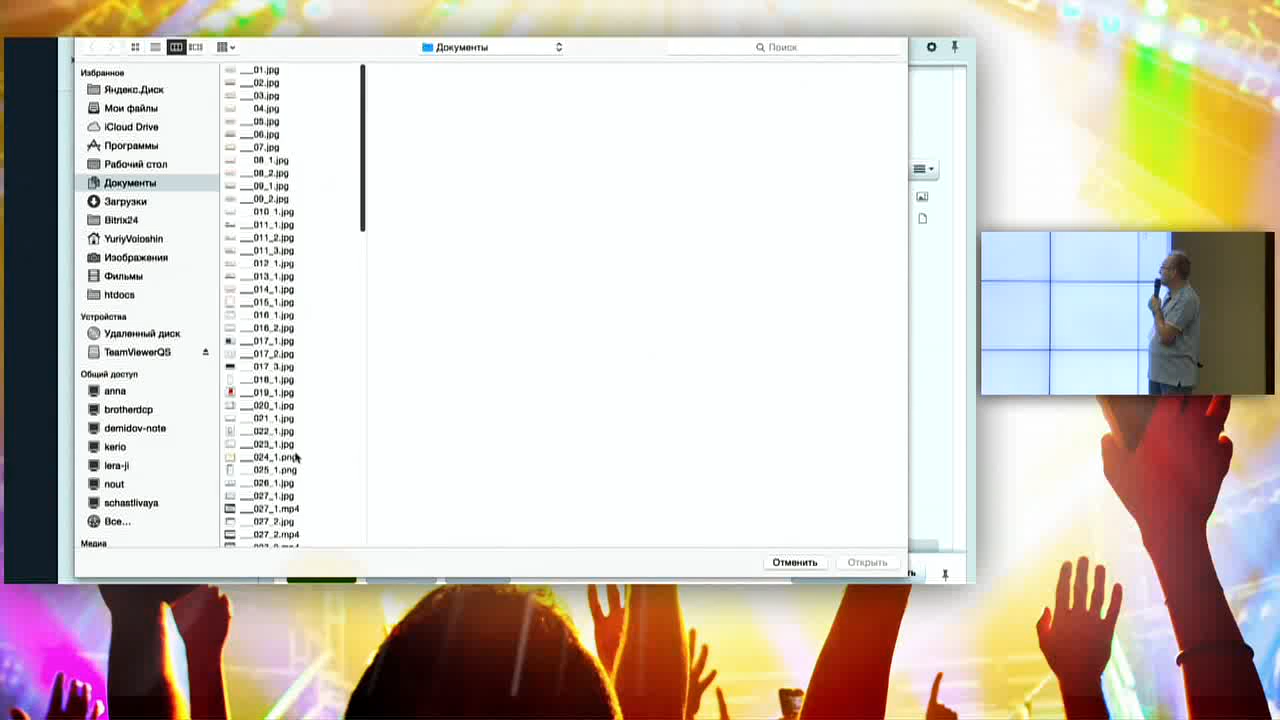 Документы
Поиск
Избранное
Яндекс.Диск
Мои файлы
iCloud Drive
Программы
Рабочий стол
Документы
Загрузки
Bitrix24
YuriyVoloshin
Изображения
Фильмы
htdocs
Устройства
Удаленный диск
TeamViewerQS
Общий доступ
anna
brotherdcp
demidov-note
kerio
lera-ji
nout
schastlivaya
Все...
Медиа
___01.jpg
___02.jpg
___03.jpg
___04.jpg
___05.jpg
___06.jpg
___07.jpg
___08_1.jpg
___08_2.jpg
___09_1.jpg
___09_2.jpg
___010_1.jpg
___011_1.jpg
___011_2.jpg
___011_3.jpg
___012_1.jpg
___013_1.jpg
___014_1.jpg
___015_1.jpg
___016_1.jpg
___016_2.jpg
___017_1.jpg
___017_2.jpg
___017_3.jpg
___018_1.jpg
___019_1.jpg
___020_1.jpg
___021_1.jpg
___022_1.jpg
___023_1.jpg
___024_1.png
___025_1.png
___026_1.jpg
___027_1.jpg
___027_1.mp4
___027_2.jpg
___027_2.mp4
Отменить
Открыть